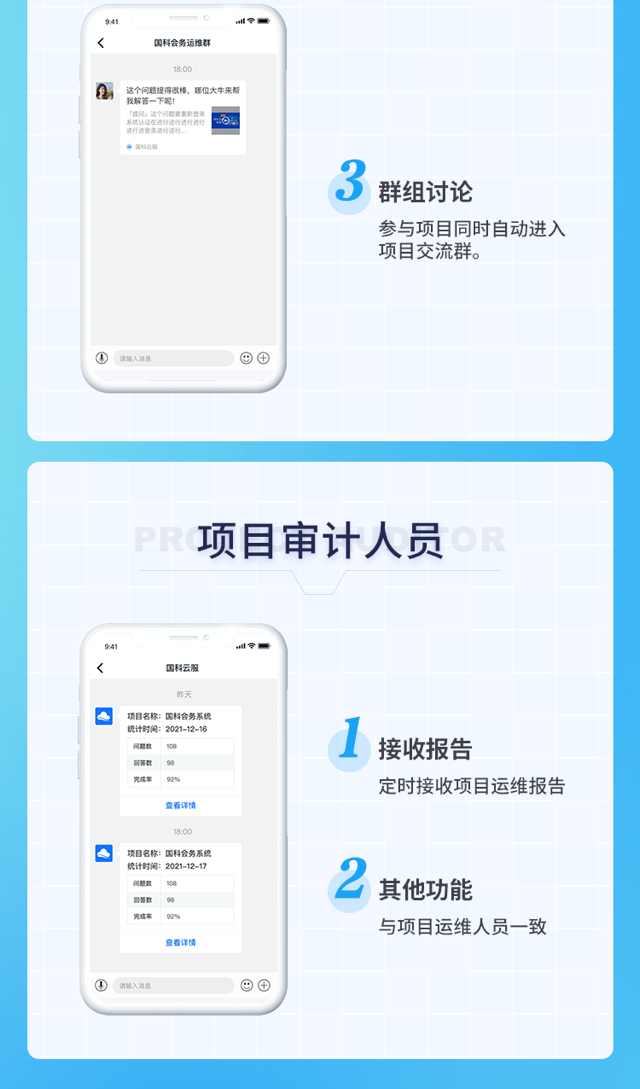 9:41
国科会务运维群
18:00
这个问题提得很棒，哪位大牛来帮
我解答一下呢！
「提问」这个问题要重新登录
系统认证在进行进行进行进行
进行进登录进行进行...
国科云服
请输入消息
3
群组讨论
参与项目同时自动进入
项目交流群。
项目审计人员
9:41
国科云服
昨天
项目名称：国科会务系统
统计时间：2021-12-16
问题数 108
回答数 98
完成率 92%
查看详情
18:00
项目名称：国科会务系统
统计时间：2021-12-17
问题数 108
回答数 98
完成率 92%
查看详情
请输入消息
1
接收报告
定时接收项目运维报告
2
其他功能
与项目运维人员一致